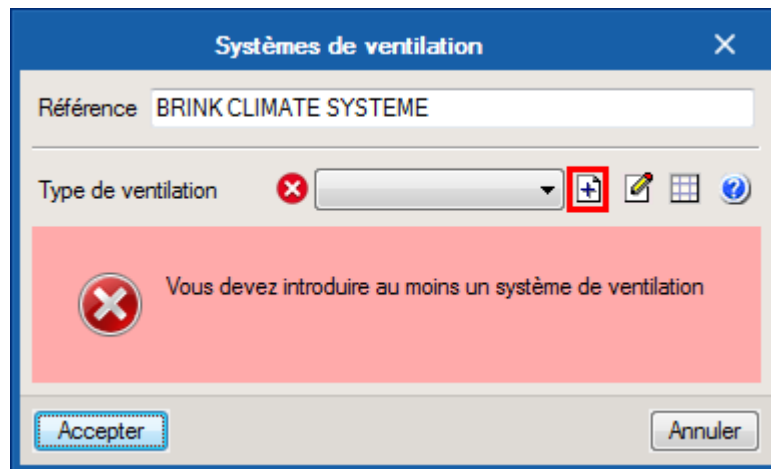 Systèmes de ventilation
Référence BRINK CLIMATE SYSTEME
Type de ventilation
Vous devez introduire au moins un système de ventilation
Accepter Annuler